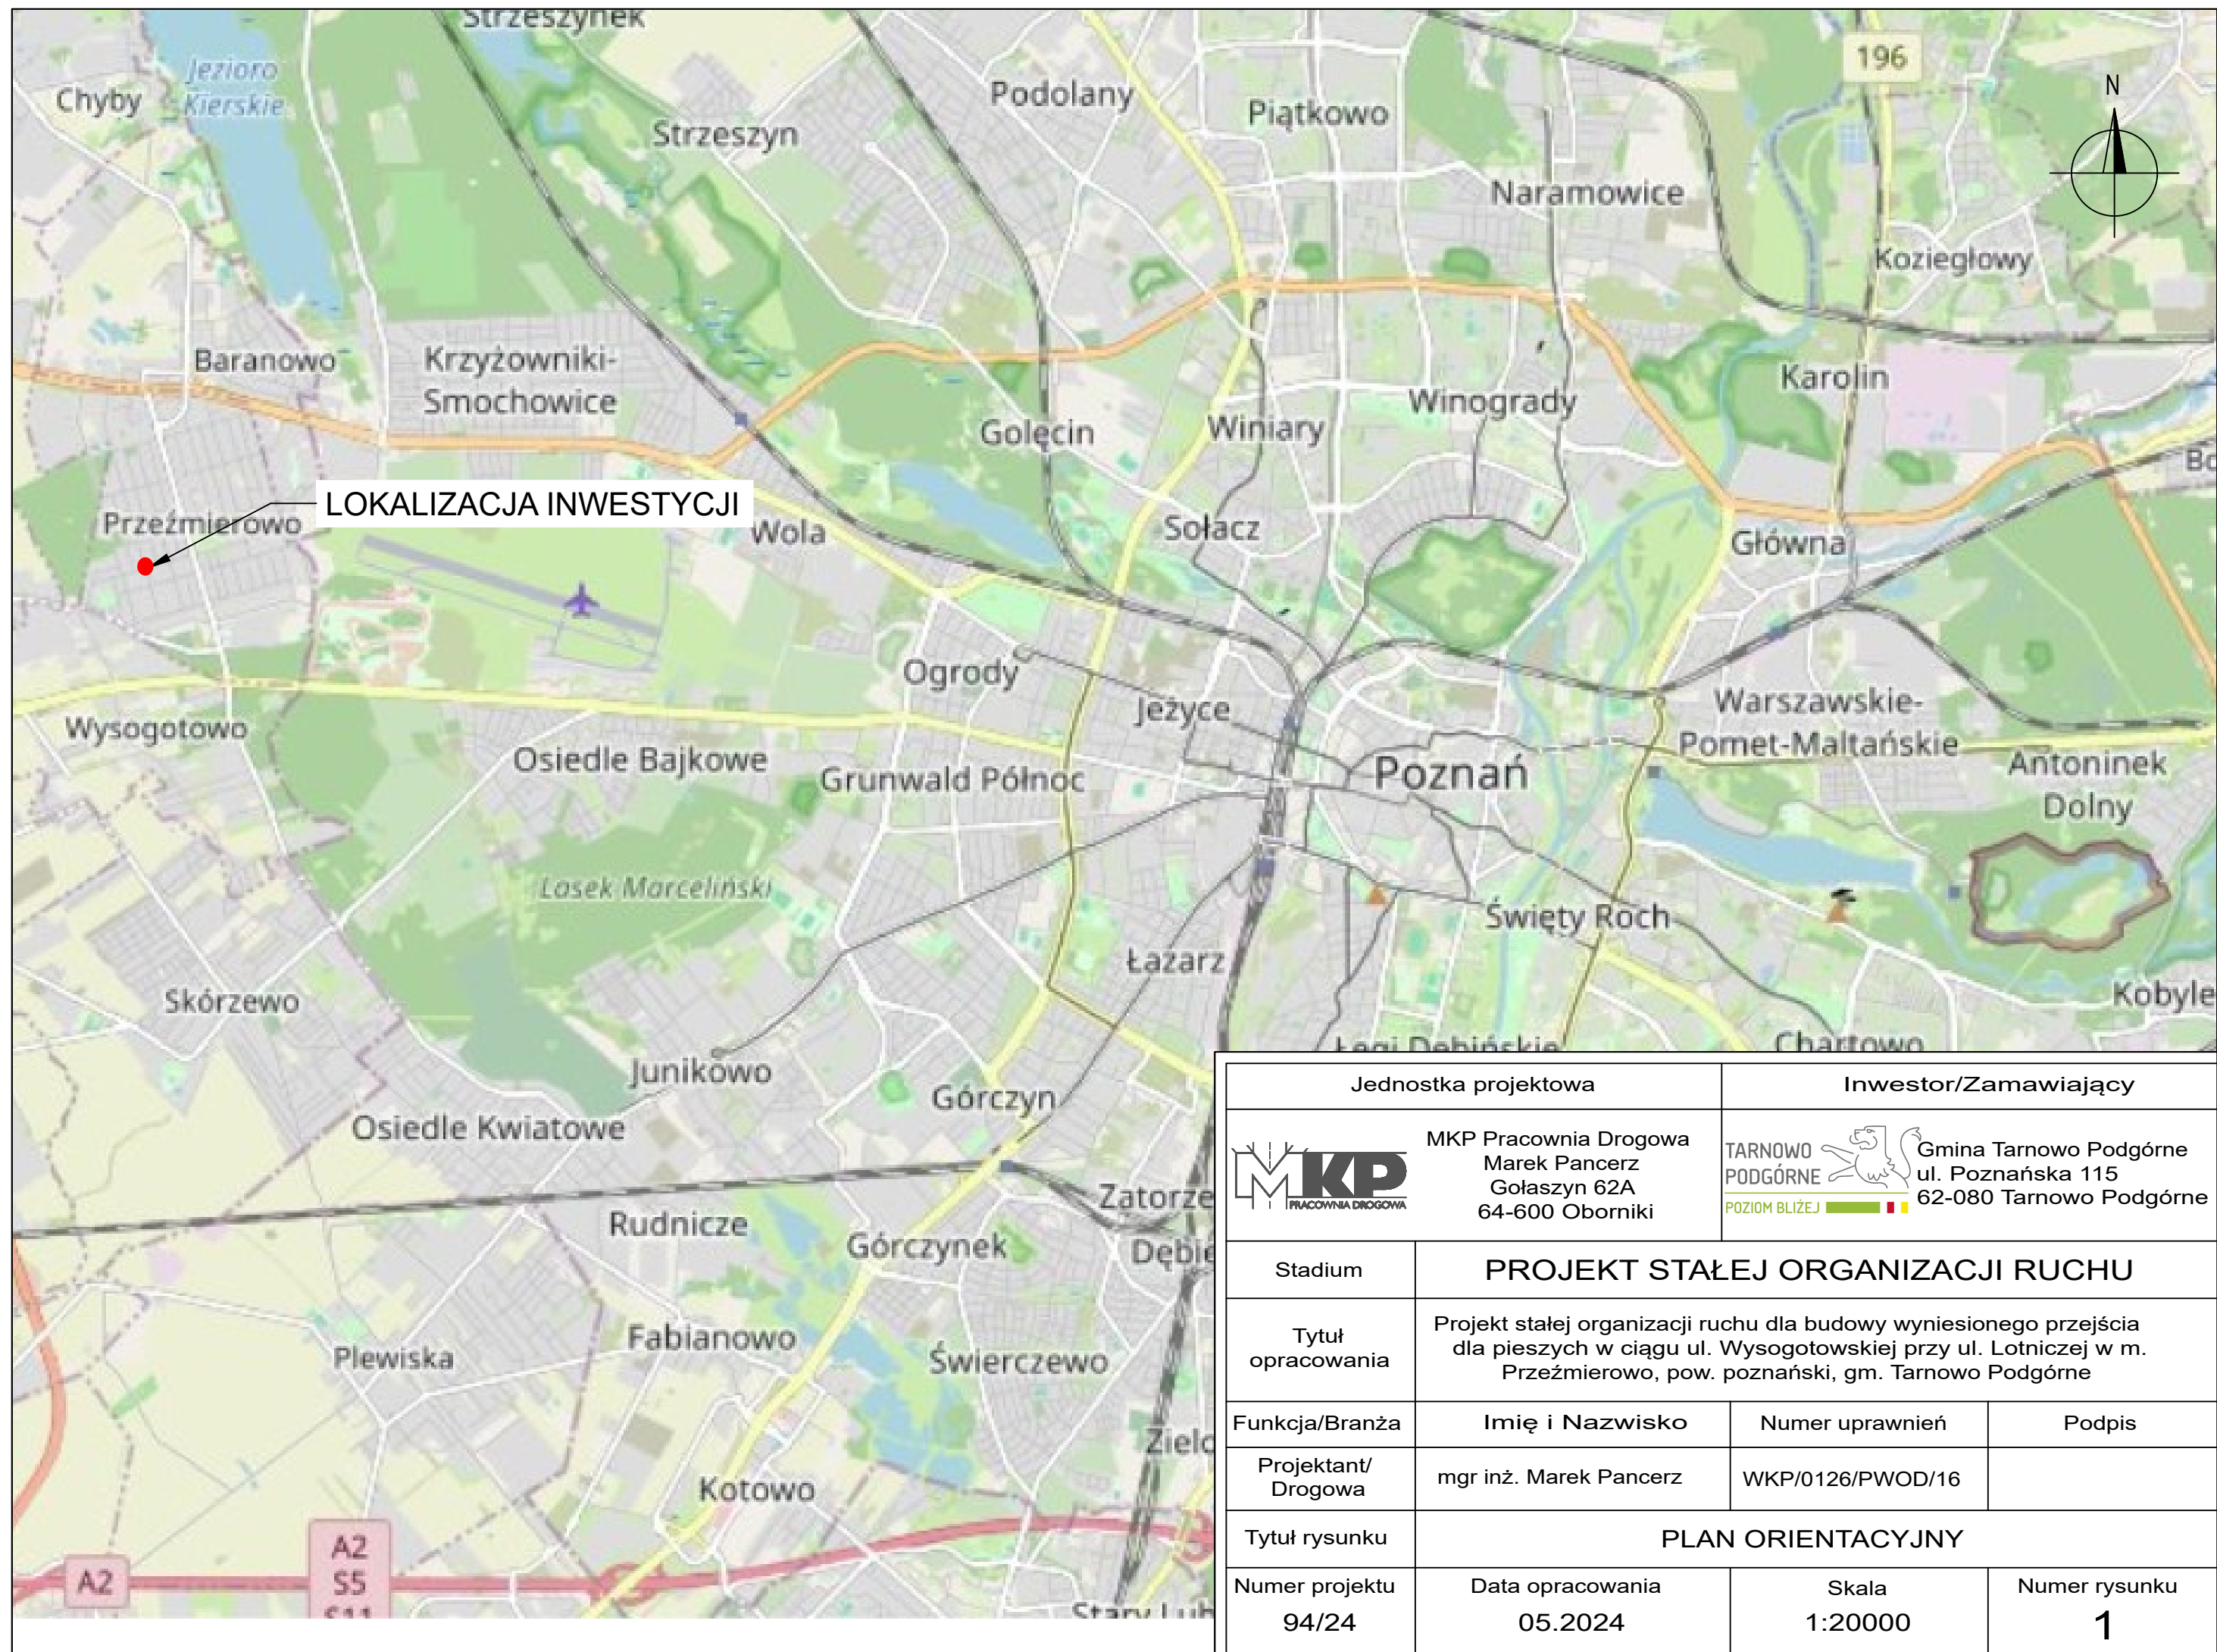 Strzeszynek
196
Jezioro
Kierskie
Chyby
Podolany
Piątkowo
N
Strzeszyn
Naramowice
Koziegłowy
Baranowo
Krzyżowniki-
Smochowice
Karolin
Winogrady
Golęcin
Winiary
LOKALIZACJA INWESTYCJI
Przeźmierowo
Wola
Sołacz
Główna
Ogrody
Jeżyce
Warszawskie-
Pomet-Maltańskie
Wysogotowo
Osiedle Bajkowe
Grunwald Północ
Poznań
Antoninek
Dolny
Lasek Marceliński
Święty Roch
Łazarz
Skórzewo
Kobyle
Łęgi Dębińskie
Chartowo
Junikowo
Górczyn
Osiedle Kwiatowe
Zatorze
Rudnicze
Górczynek
Dębie
Fabianowo
Plewiska
Świerczewo
Kotowo
A2
A2
S5
S11
Jednostka projektowa
Inwestor/Zamawiający
MKP
PRACOWNIA DROGOWA
MKP Pracownia Drogowa
Marek Pancerz
Gołaszyn 62A
64-600 Oborniki
TARNOWO
PODGÓRNE
POZIOM BLIŻEJ
Gmina Tarnowo Podgórne
ul. Poznańska 115
62-080 Tarnowo Podgórne
Stadium
PROJEKT STAŁEJ ORGANIZACJI RUCHU
Tytuł
opracowania
Projekt stałej organizacji ruchu dla budowy wyniesionego przejścia
dla pieszych w ciągu ul. Wysogotowskiej przy ul. Lotniczej w m.
Przeźmierowo, pow. poznański, gm. Tarnowo Podgórne
Funkcja/Branża
Imię i Nazwisko
Numer uprawnień
Podpis
Projektant/
Drogowa
mgr inż. Marek Pancerz
WKP/0126/PWOD/16
Tytuł rysunku
PLAN ORIENTACYJNY
Numer projektu
94/24
Data opracowania
05.2024
Skala
1:20000
Numer rysunku
1